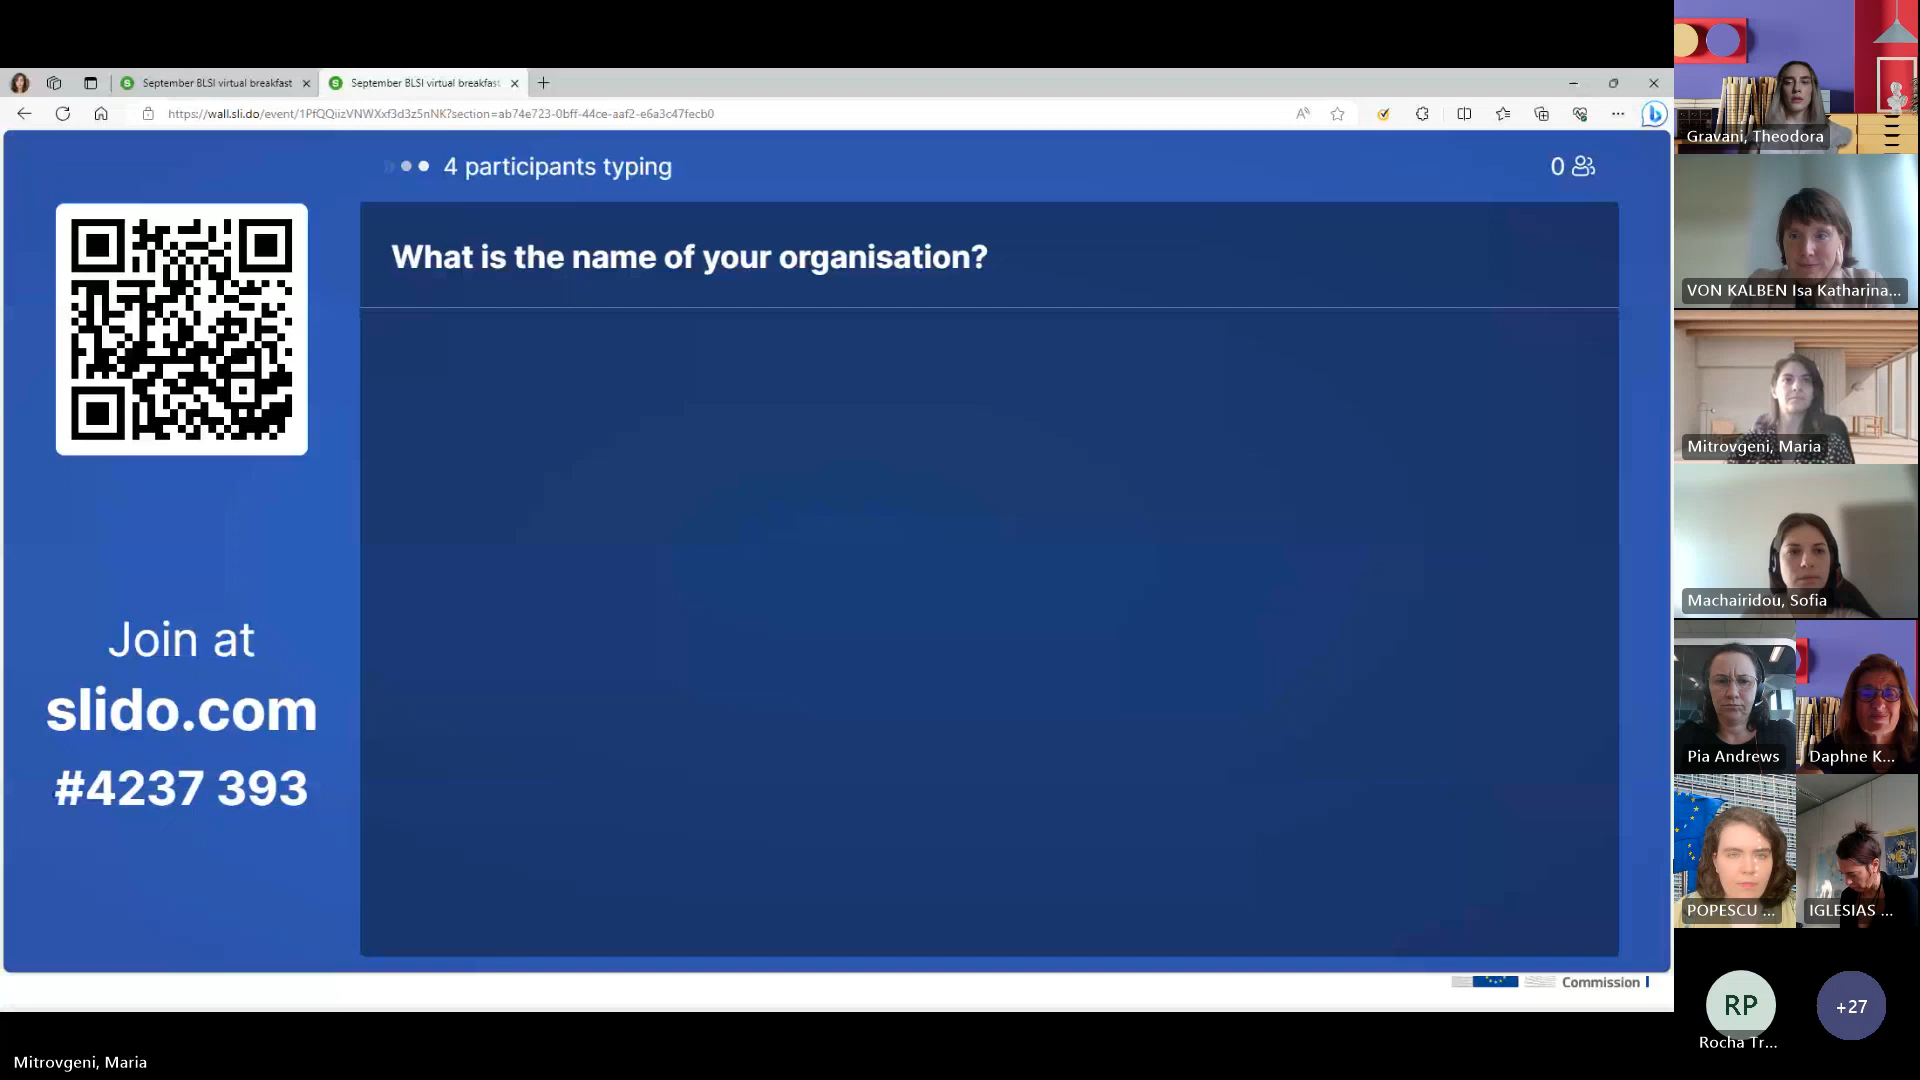 September BLSI virtual breakfast
September BLSI virtual breakfast
https://wall.sli.do/event/1PfQQiizVNWXxf3d3z5nNK?section=ab74e723-0bff-44ce-aaf2-e6a3c47fecb0
4 participants typing
0
What is the name of your organisation?
Join at
slido.com
#4237 393
Commission
Gravani, Theodora
VON KALBEN Isa Katharina...
Mitrovgeni, Maria
Machairidou, Sofia
Pia Andrews
Daphne K...
POPESCU ...
IGLESIAS ...
RP
Rocha Tr...
+27
Mitrovgeni, Maria